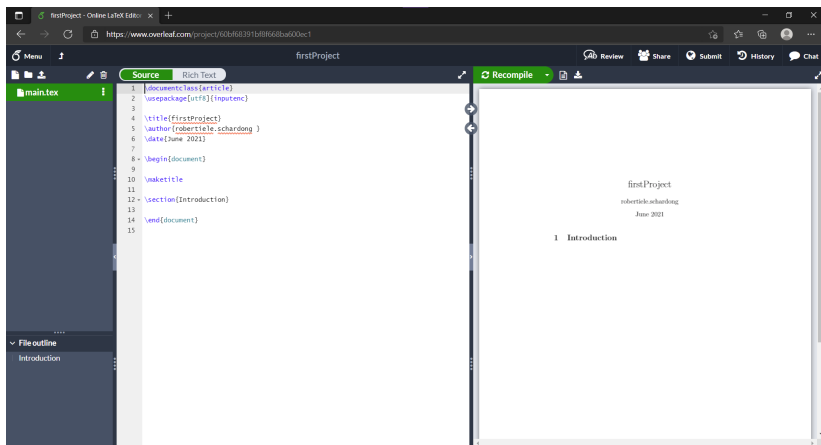 firstProject - Online LaTeX Editor
https://www.overleaf.com/project/60bf68391bf8f668ba600ec1
Menu
firstProject
Review
Share
Submit
History
Chat
Source
Rich Text
Recompile
main.tex
1 \documentclass{article}
2 \usepackage[utf8]{inputenc}
3
4 \title{firstProject}
5 \author{robertiele.schardong }
6 \date{June 2021}
7
8 \begin{document}
9
10 \maketitle
11
12 \section{Introduction}
13
14 \end{document}
15
File outline
Introduction
firstProject
robertiele.schardong
June 2021
1 Introduction